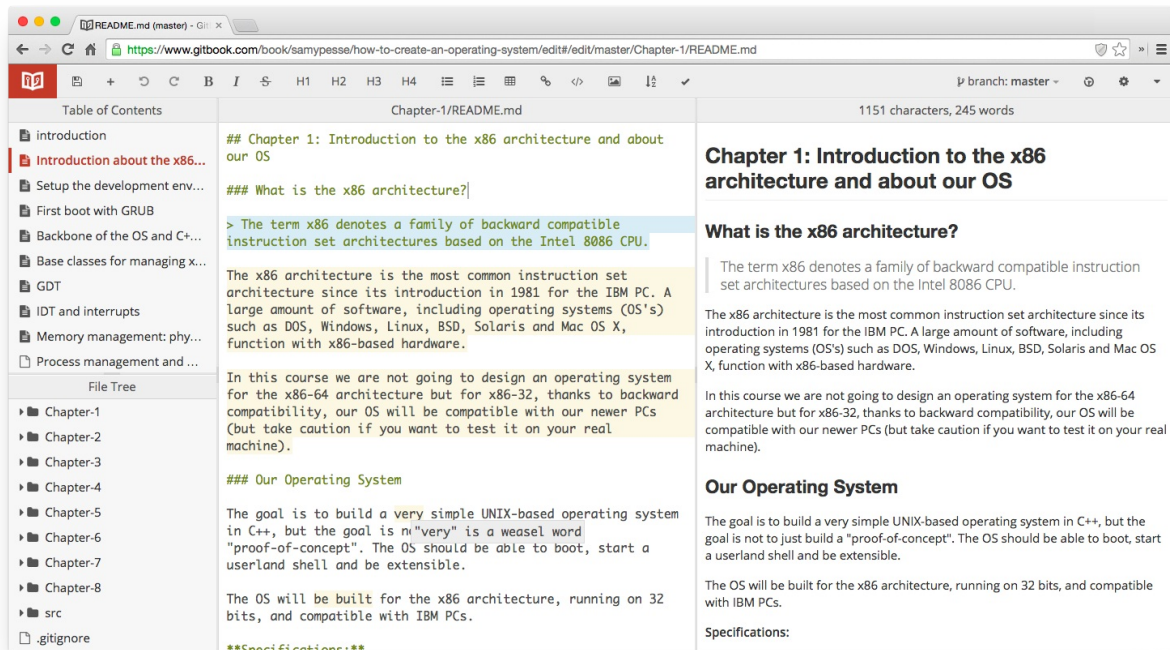 README.md (master) - Git
https://www.gitbook.com/book/samypesse/how-to-create-an-operating-system/edit#/edit/master/Chapter-1/README.md
B I S H1 H2 H3 H4 branch: master
Table of Contents
introduction
Introduction about the x86...
Setup the development env...
First boot with GRUB
Backbone of the OS and C+...
Base classes for managing x...
GDT
IDT and interrupts
Memory management: phy...
Process management and ...
File Tree
Chapter-1
Chapter-2
Chapter-3
Chapter-4
Chapter-5
Chapter-6
Chapter-7
Chapter-8
src
.gitignore
Chapter-1/README.md
## Chapter 1: Introduction to the x86 architecture and about
our OS
### What is the x86 architecture?
> The term x86 denotes a family of backward compatible
instruction set architectures based on the Intel 8086 CPU.
The x86 architecture is the most common instruction set
architecture since its introduction in 1981 for the IBM PC. A
large amount of software, including operating systems (OS's)
such as DOS, Windows, Linux, BSD, Solaris and Mac OS X,
function with x86-based hardware.
In this course we are not going to design an operating system
for the x86-64 architecture but for x86-32, thanks to backward
compatibility, our OS will be compatible with our newer PCs
(but take caution if you want to test it on your real
machine).
### Our Operating System
The goal is to build a very simple UNIX-based operating system
in C++, but the goal is n
"very" is a weasel word
"proof-of-concept". The OS should be able to boot, start a
userland shell and be extensible.
The OS will be built for the x86 architecture, running on 32
bits, and compatible with IBM PCs.
**Specifications:**
1151 characters, 245 words
Chapter 1: Introduction to the x86
architecture and about our OS
What is the x86 architecture?
The term x86 denotes a family of backward compatible instruction
set architectures based on the Intel 8086 CPU.
The x86 architecture is the most common instruction set architecture since its
introduction in 1981 for the IBM PC. A large amount of software, including
operating systems (OS's) such as DOS, Windows, Linux, BSD, Solaris and Mac OS
X, function with x86-based hardware.
In this course we are not going to design an operating system for the x86-64
architecture but for x86-32, thanks to backward compatibility, our OS will be
compatible with our newer PCs (but take caution if you want to test it on your real
machine).
Our Operating System
The goal is to build a very simple UNIX-based operating system in C++, but the
goal is not to just build a "proof-of-concept". The OS should be able to boot, start
a userland shell and be extensible.
The OS will be built for the x86 architecture, running on 32 bits, and compatible
with IBM PCs.
Specifications: